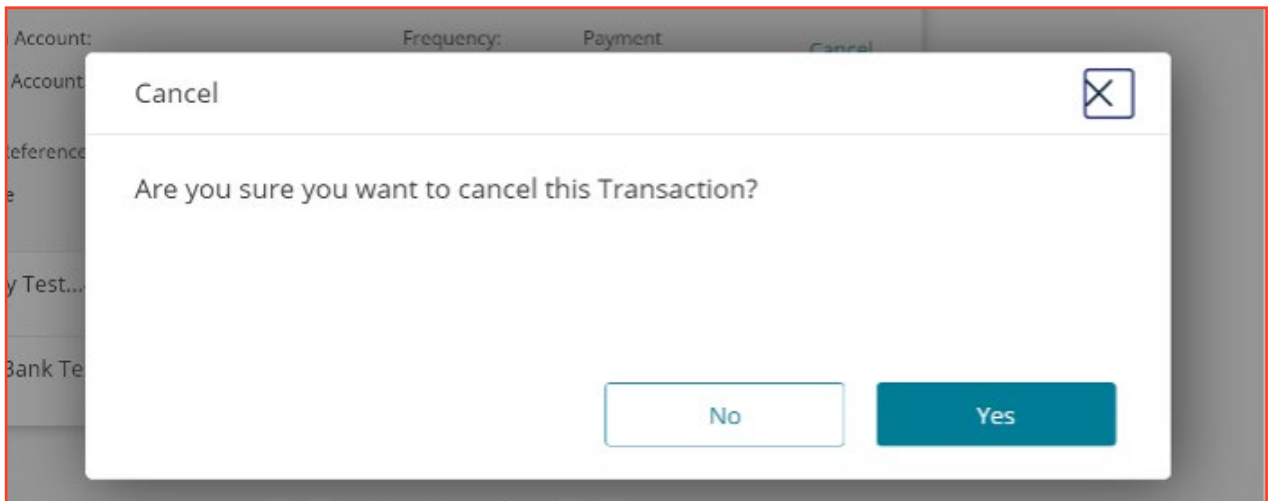 Account:
Frequency:
Payment
Cancel
Account
Cancel
Reference
e
Are you sure you want to cancel this Transaction?
y Test...
Bank Te
No
Yes